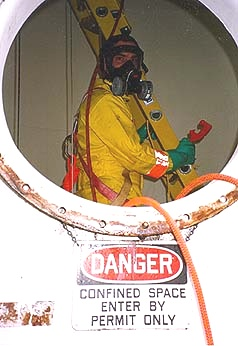 DANGER
CONFINED SPACE
ENTER BY
PERMIT ONLY